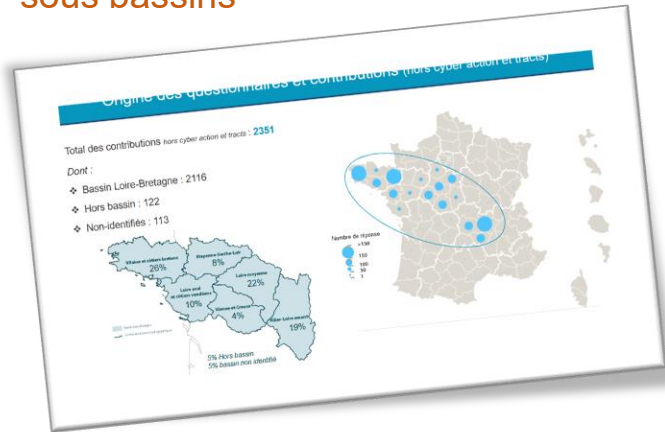 sous bassins
Origine des questionnaires et contributions (hors cyber action et tracts)
Total des contributions hors cyber action et tracts : 2351
Dont :
❖ Bassin Loire-Bretagne : 2116
❖ Hors bassin : 122
❖ Non-identifiés : 113
Nombre de réponse
>150
150
100
50
1
Vilaine et côtiers bretons
26%
Mayenne-Sarthe-Loir
8%
Loire moyenne
22%
Loire aval
et côtiers vendéens
10%
Vienne et Creuse
4%
Allier-Loire amont
19%
5% Hors bassin
5% bassin non identifié